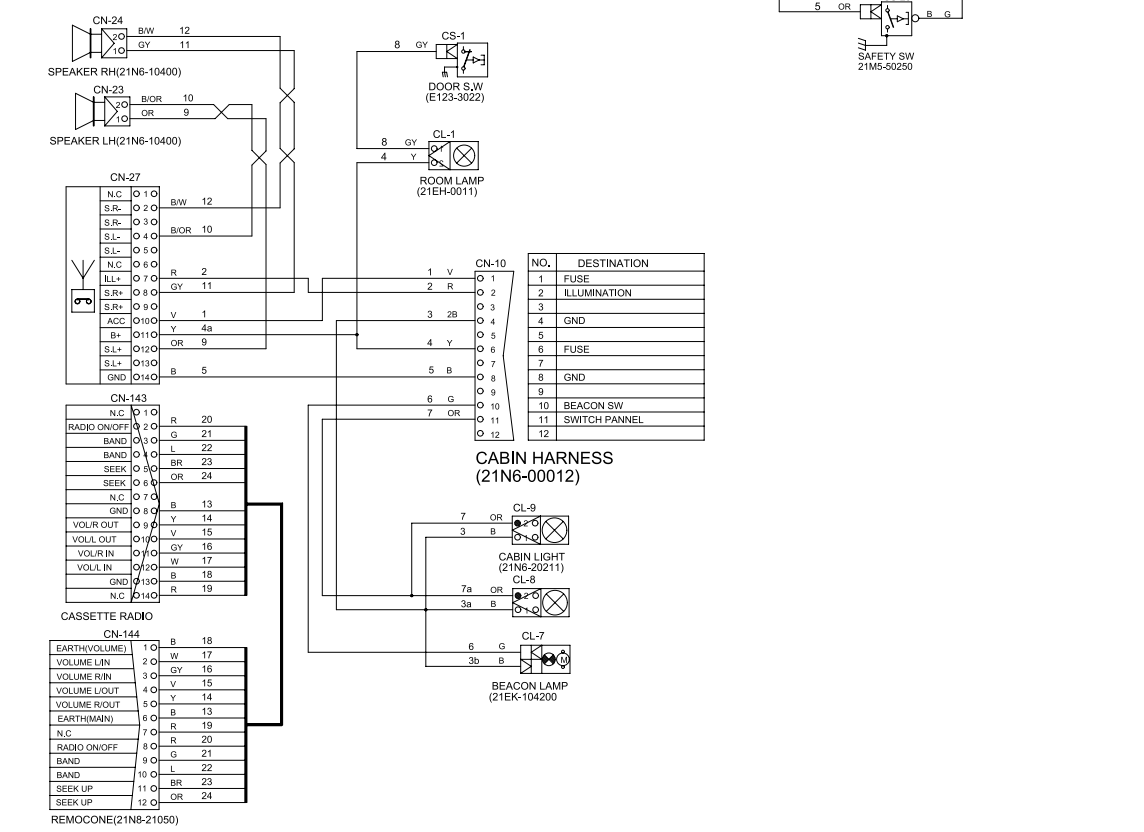 CN-24
B/W 12
2
GY 11
1
SPEAKER RH(21N6-10400)
CN-23
B/OR 10
2
OR 9
1
SPEAKER LH(21N6-10400)
CS-1
8 GY
DOOR S.W
(E123-3022)
CL-1
8 GY
4 Y
ROOM LAMP
(21EH-0011)
5 OR
B G
SAFETY SW
21M5-50250
CN-27
N.C 1
S.R- 2 B/W 12
S.R- 3
S.L- 4 B/OR 10
S.L- 5
N.C 6
ILL+ 7 R 2
S.R+ 8 GY 11
S.R+ 9
ACC 10 V 1
B+ 11 Y 4a
S.L+ 12 OR 9
S.L+ 13
GND 14 B 5
CN-10
1 V 1
2 R 2
3
3 2B 4
5
4 Y 6
7
5 B 8
9
6 G 10
7 OR 11
12
NO. DESTINATION
1 FUSE
2 ILLUMINATION
3
4 GND
5
6 FUSE
7
8 GND
9
10 BEACON SW
11 SWITCH PANNEL
12
CABIN HARNESS
(21N6-00012)
CN-143
N.C 1
RADIO ON/OFF 2 R 20
BAND 3 G 21
BAND 4 L 22
SEEK 5 BR 23
SEEK 6 OR 24
N.C 7
GND 8 B 13
VOL/R OUT 9 Y 14
VOL/L OUT 10 V 15
VOL/R IN 11 GY 16
VOL/L IN 12 W 17
GND 13 B 18
N.C 14 R 19
CASSETTE RADIO
CL-9
7 OR 2
3 B 1
CABIN LIGHT
(21N6-20211)
CL-8
7a OR 2
3a B 1
CL-7
6 G
3b B
M
BEACON LAMP
(21EK-104200
CN-144
EARTH(VOLUME) 1 B 18
VOLUME L/IN 2 W 17
VOLUME R/IN 3 GY 16
VOLUME L/OUT 4 V 15
VOLUME R/OUT 5 Y 14
EARTH(MAIN) 6 B 13
N.C 7 R 19
RADIO ON/OFF 8 R 20
BAND 9 G 21
BAND 10 L 22
SEEK UP 11 BR 23
SEEK UP 12 OR 24
REMOCONE(21N8-21050)